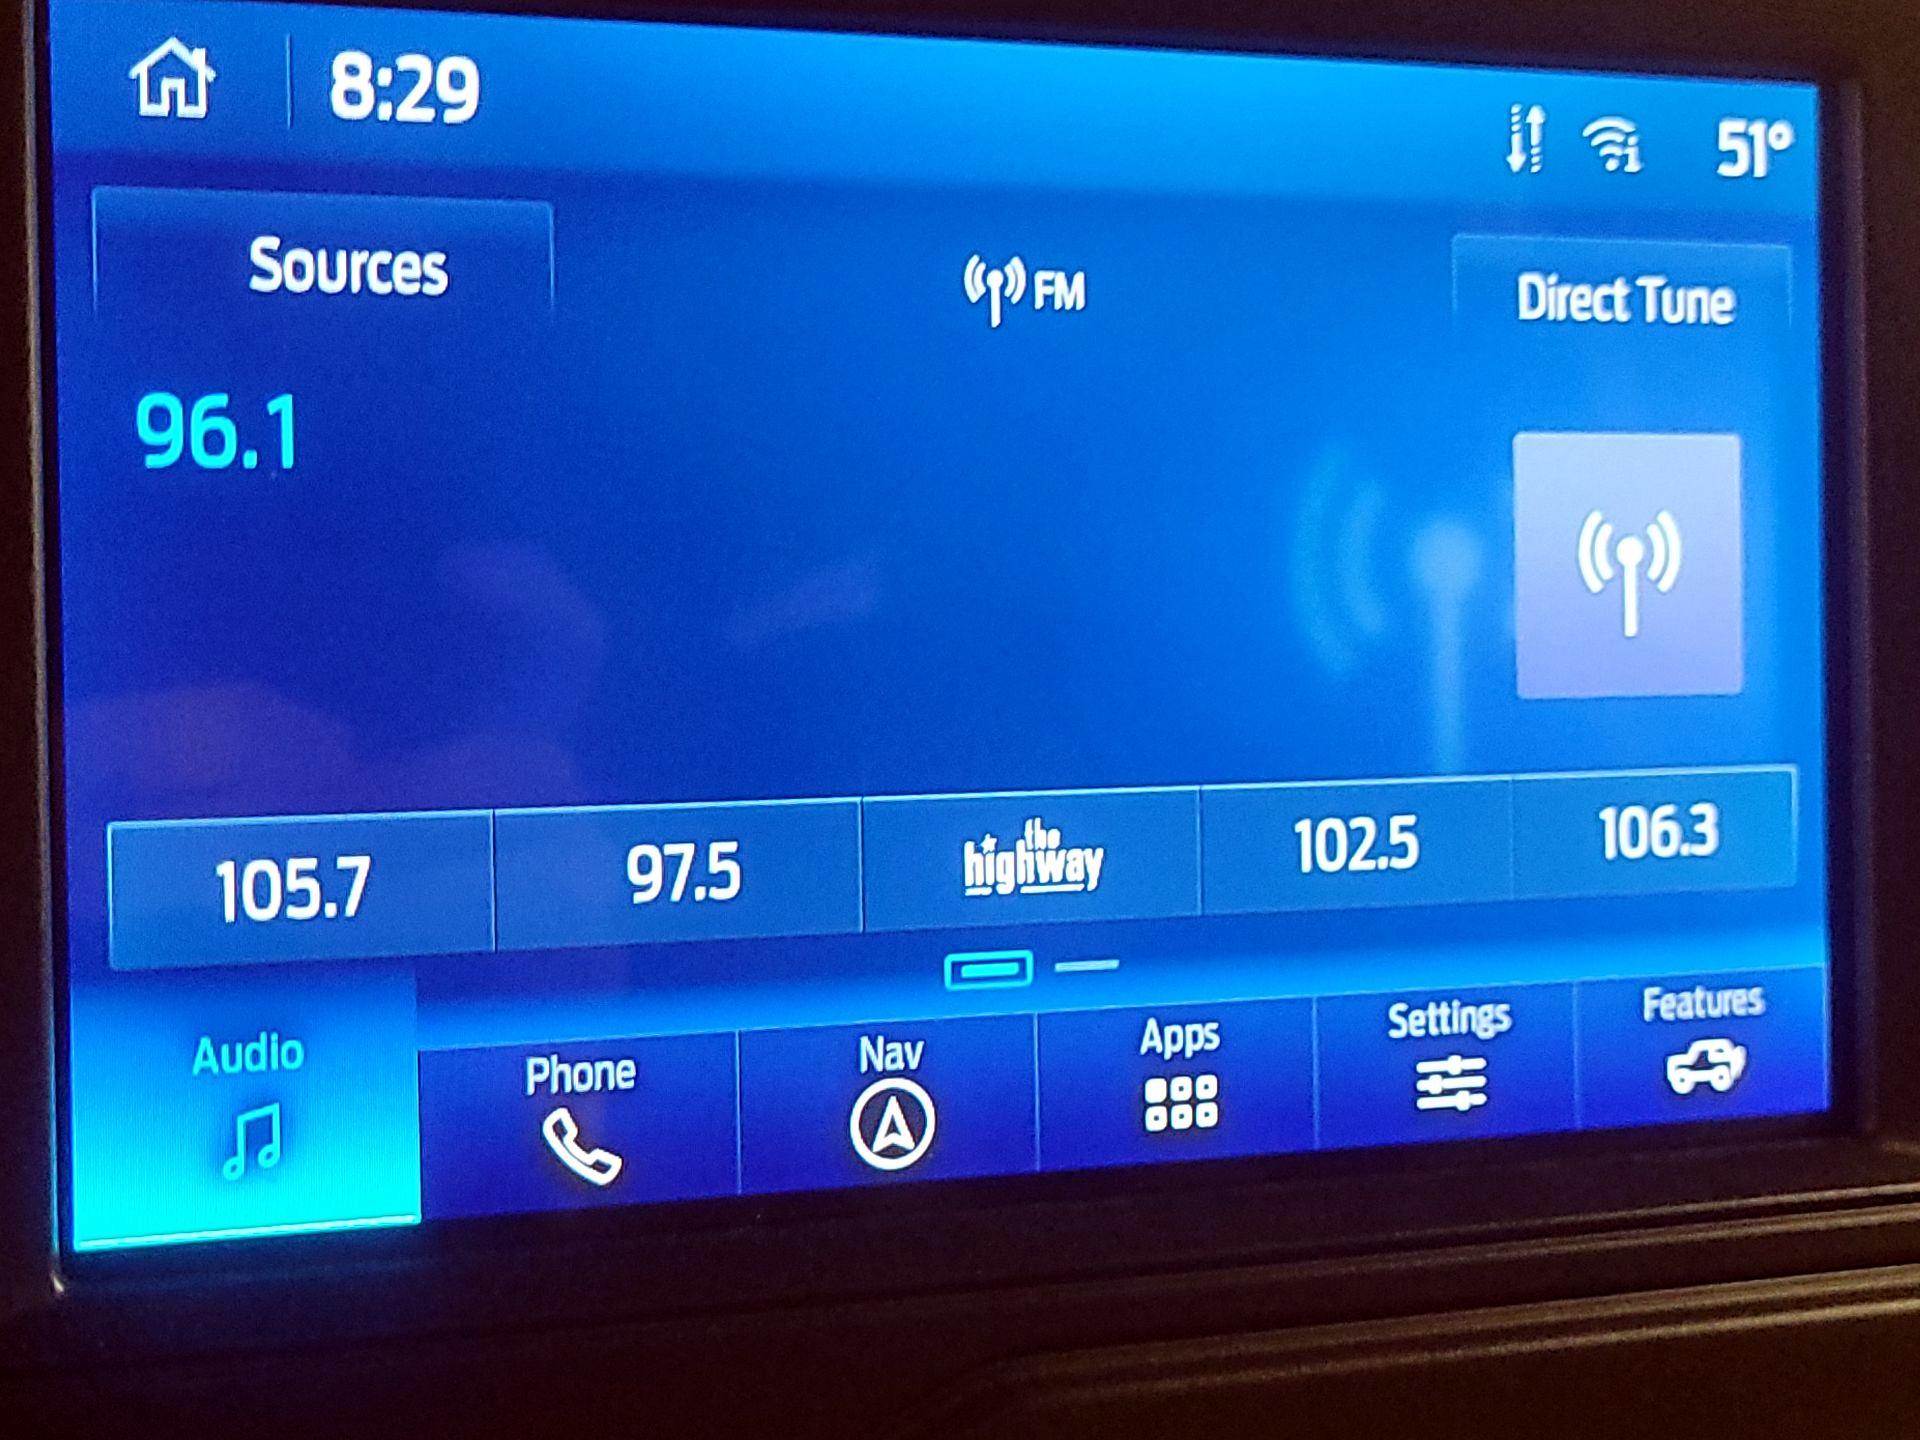 8:29
51°
Sources
FM
Direct Tune
96.1
105.7
97.5
the
highway
102.5
106.3
Audio
Phone
Nav
Apps
Settings
Features